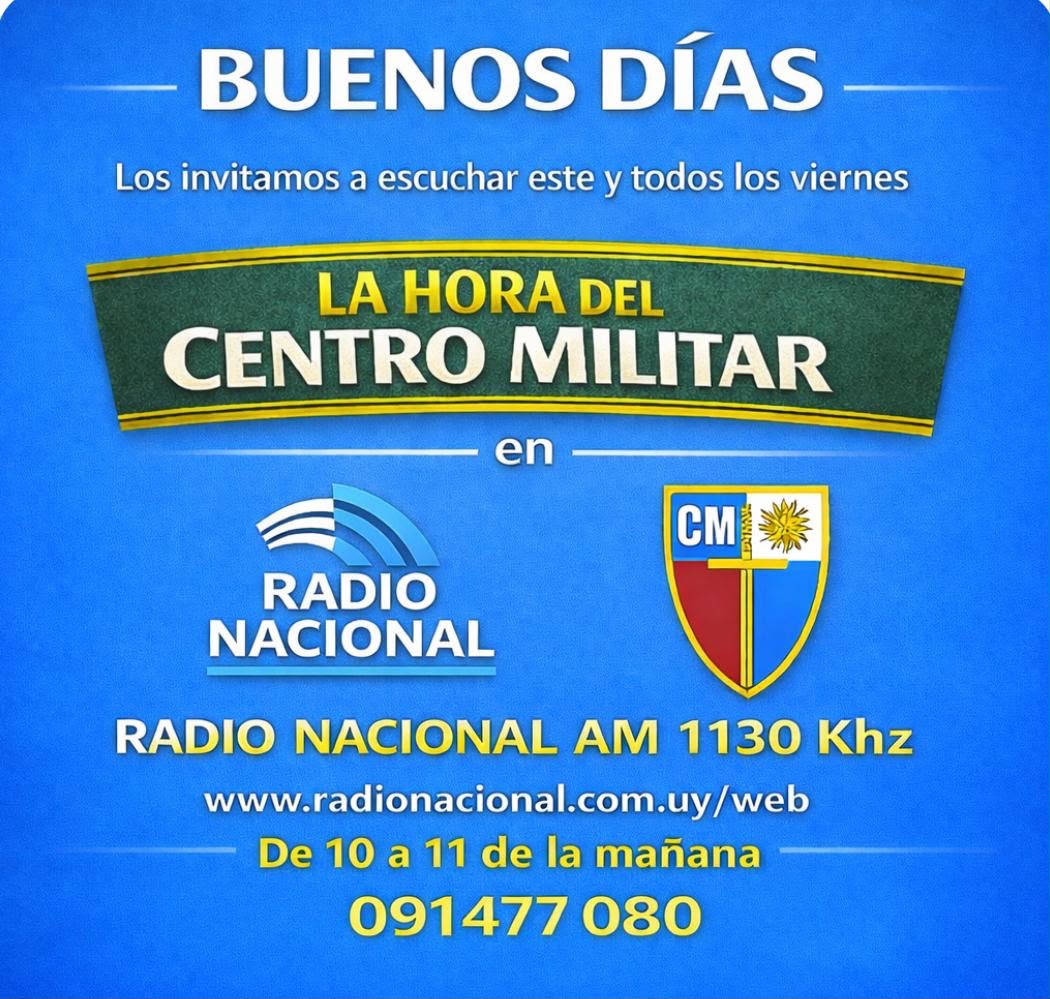 BUENOS DÍAS
Los invitamos a escuchar este y todos los viernes
LA HORA DEL
CENTRO MILITAR
en
RADIO
NACIONAL
CM
RADIO NACIONAL AM 1130 Khz
www.radionacional.com.uy/web
De 10 a 11 de la mañana
091477 080